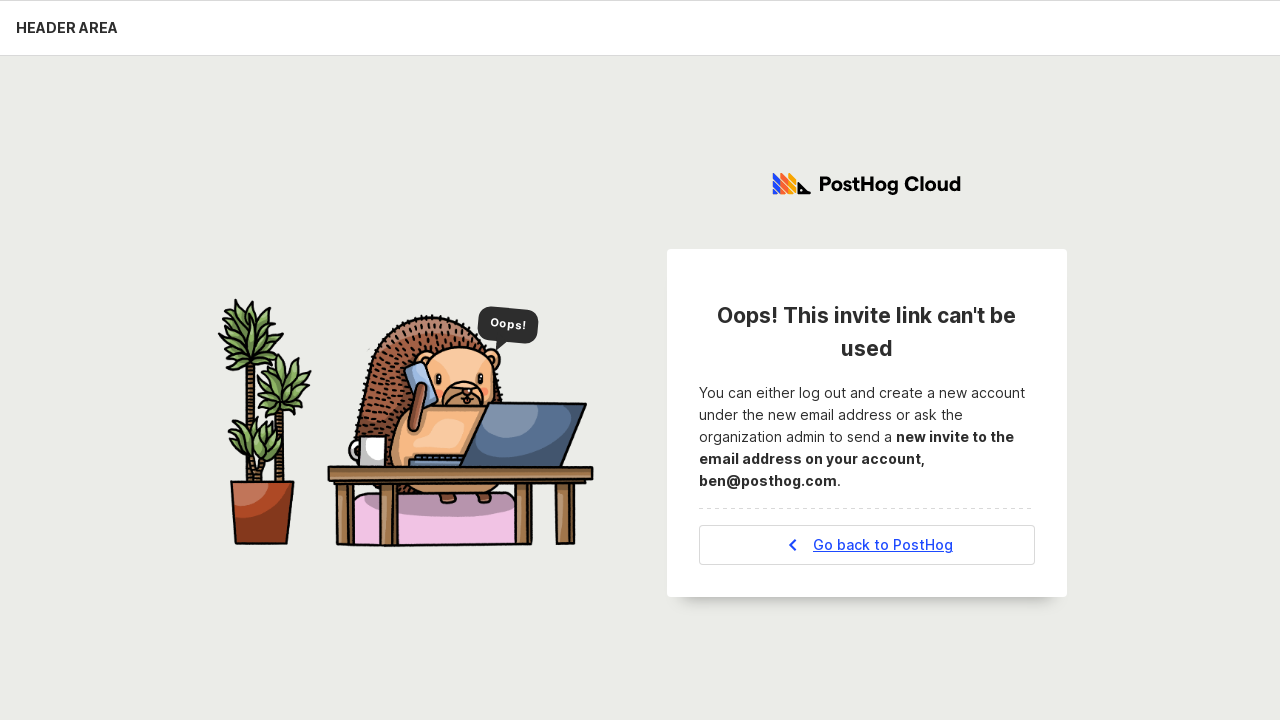 HEADER AREA
PostHog Cloud
Oops!
Oops! This invite link can't be
used
You can either log out and create a new account
under the new email address or ask the
organization admin to send a new invite to the
email address on your account,
ben@posthog.com.
Go back to PostHog